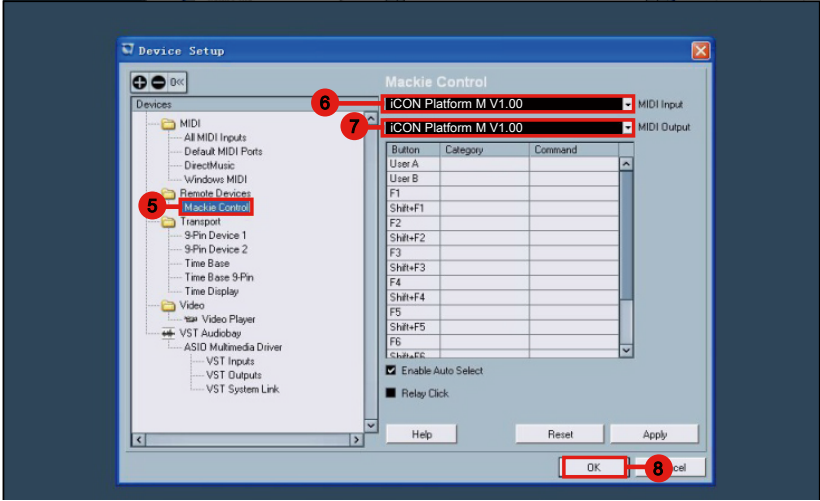 Device Setup
Mackie Control
Devices
6
iCON Platform M V1.00
MIDI Input
7
iCON Platform M V1.00
MIDI Output
MIDI
All MIDI Inputs
Default MIDI Ports
DirectMusic
Windows MIDI
Remote Devices
5
Mackie Control
Transport
9-Pin Device 1
9-Pin Device 2
Time Base
Time Base 9-Pin
Time Display
Video
Video Player
VST Audiobay
ASIO Multimedia Driver
VST Inputs
VST Outputs
VST System Link
Button Category Command
User A
User B
F1
Shift+F1
F2
Shift+F2
F3
Shift+F3
F4
Shift+F4
F5
Shift+F5
F6
Shift+F6
Enable Auto Select
Relay Click
Help Reset Apply
OK 8 cel